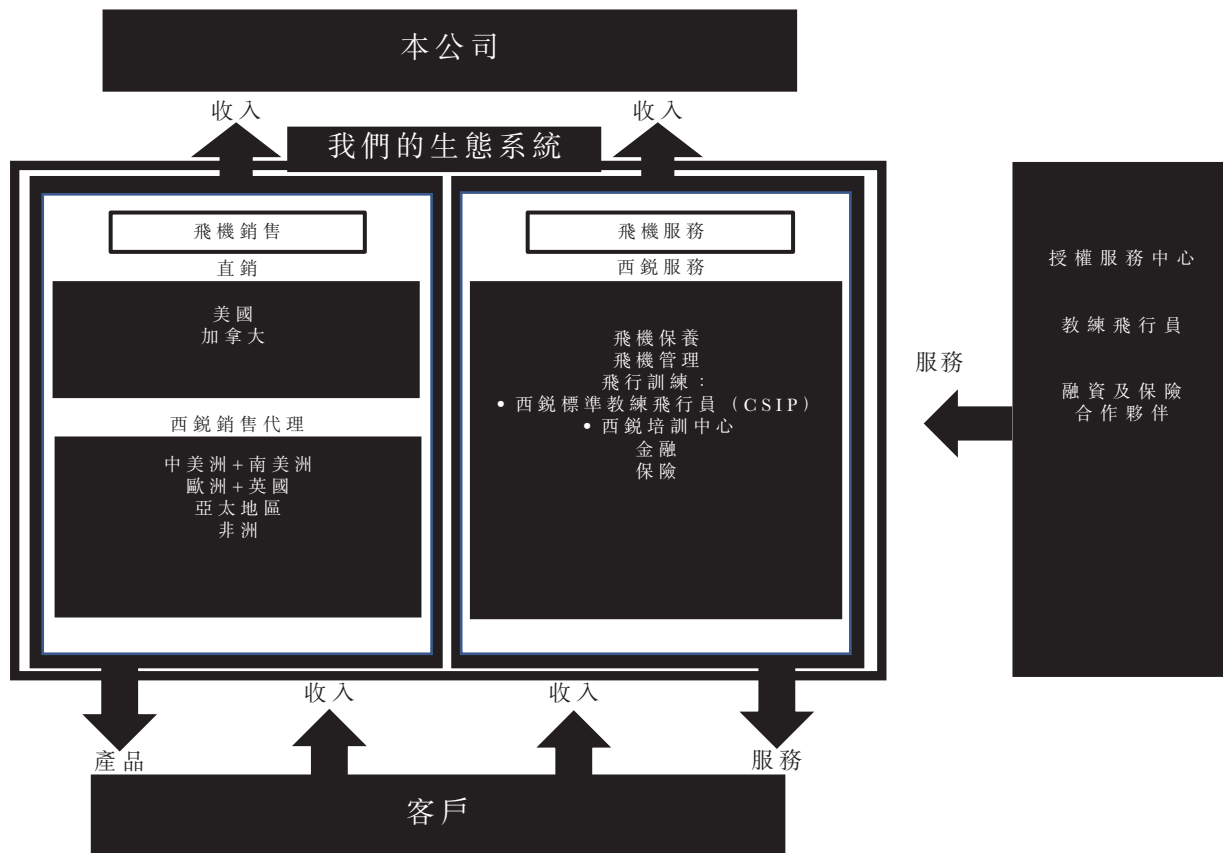 本公司
收入
收入
我們的生態系統
飛機銷售
直銷
美國
加拿大
西銳銷售代理
中美洲+南美洲
歐洲+英國
亞太地區
非洲
飛機服務
西銳服務
飛機保養
飛機管理
飛行訓練：
• 西銳標準教練飛行員（CSIP）
• 西銳培訓中心
金融
保險
服務
授權服務中心
教練飛行員
融資及保險
合作夥伴
收入
收入
產品
服務
客戶